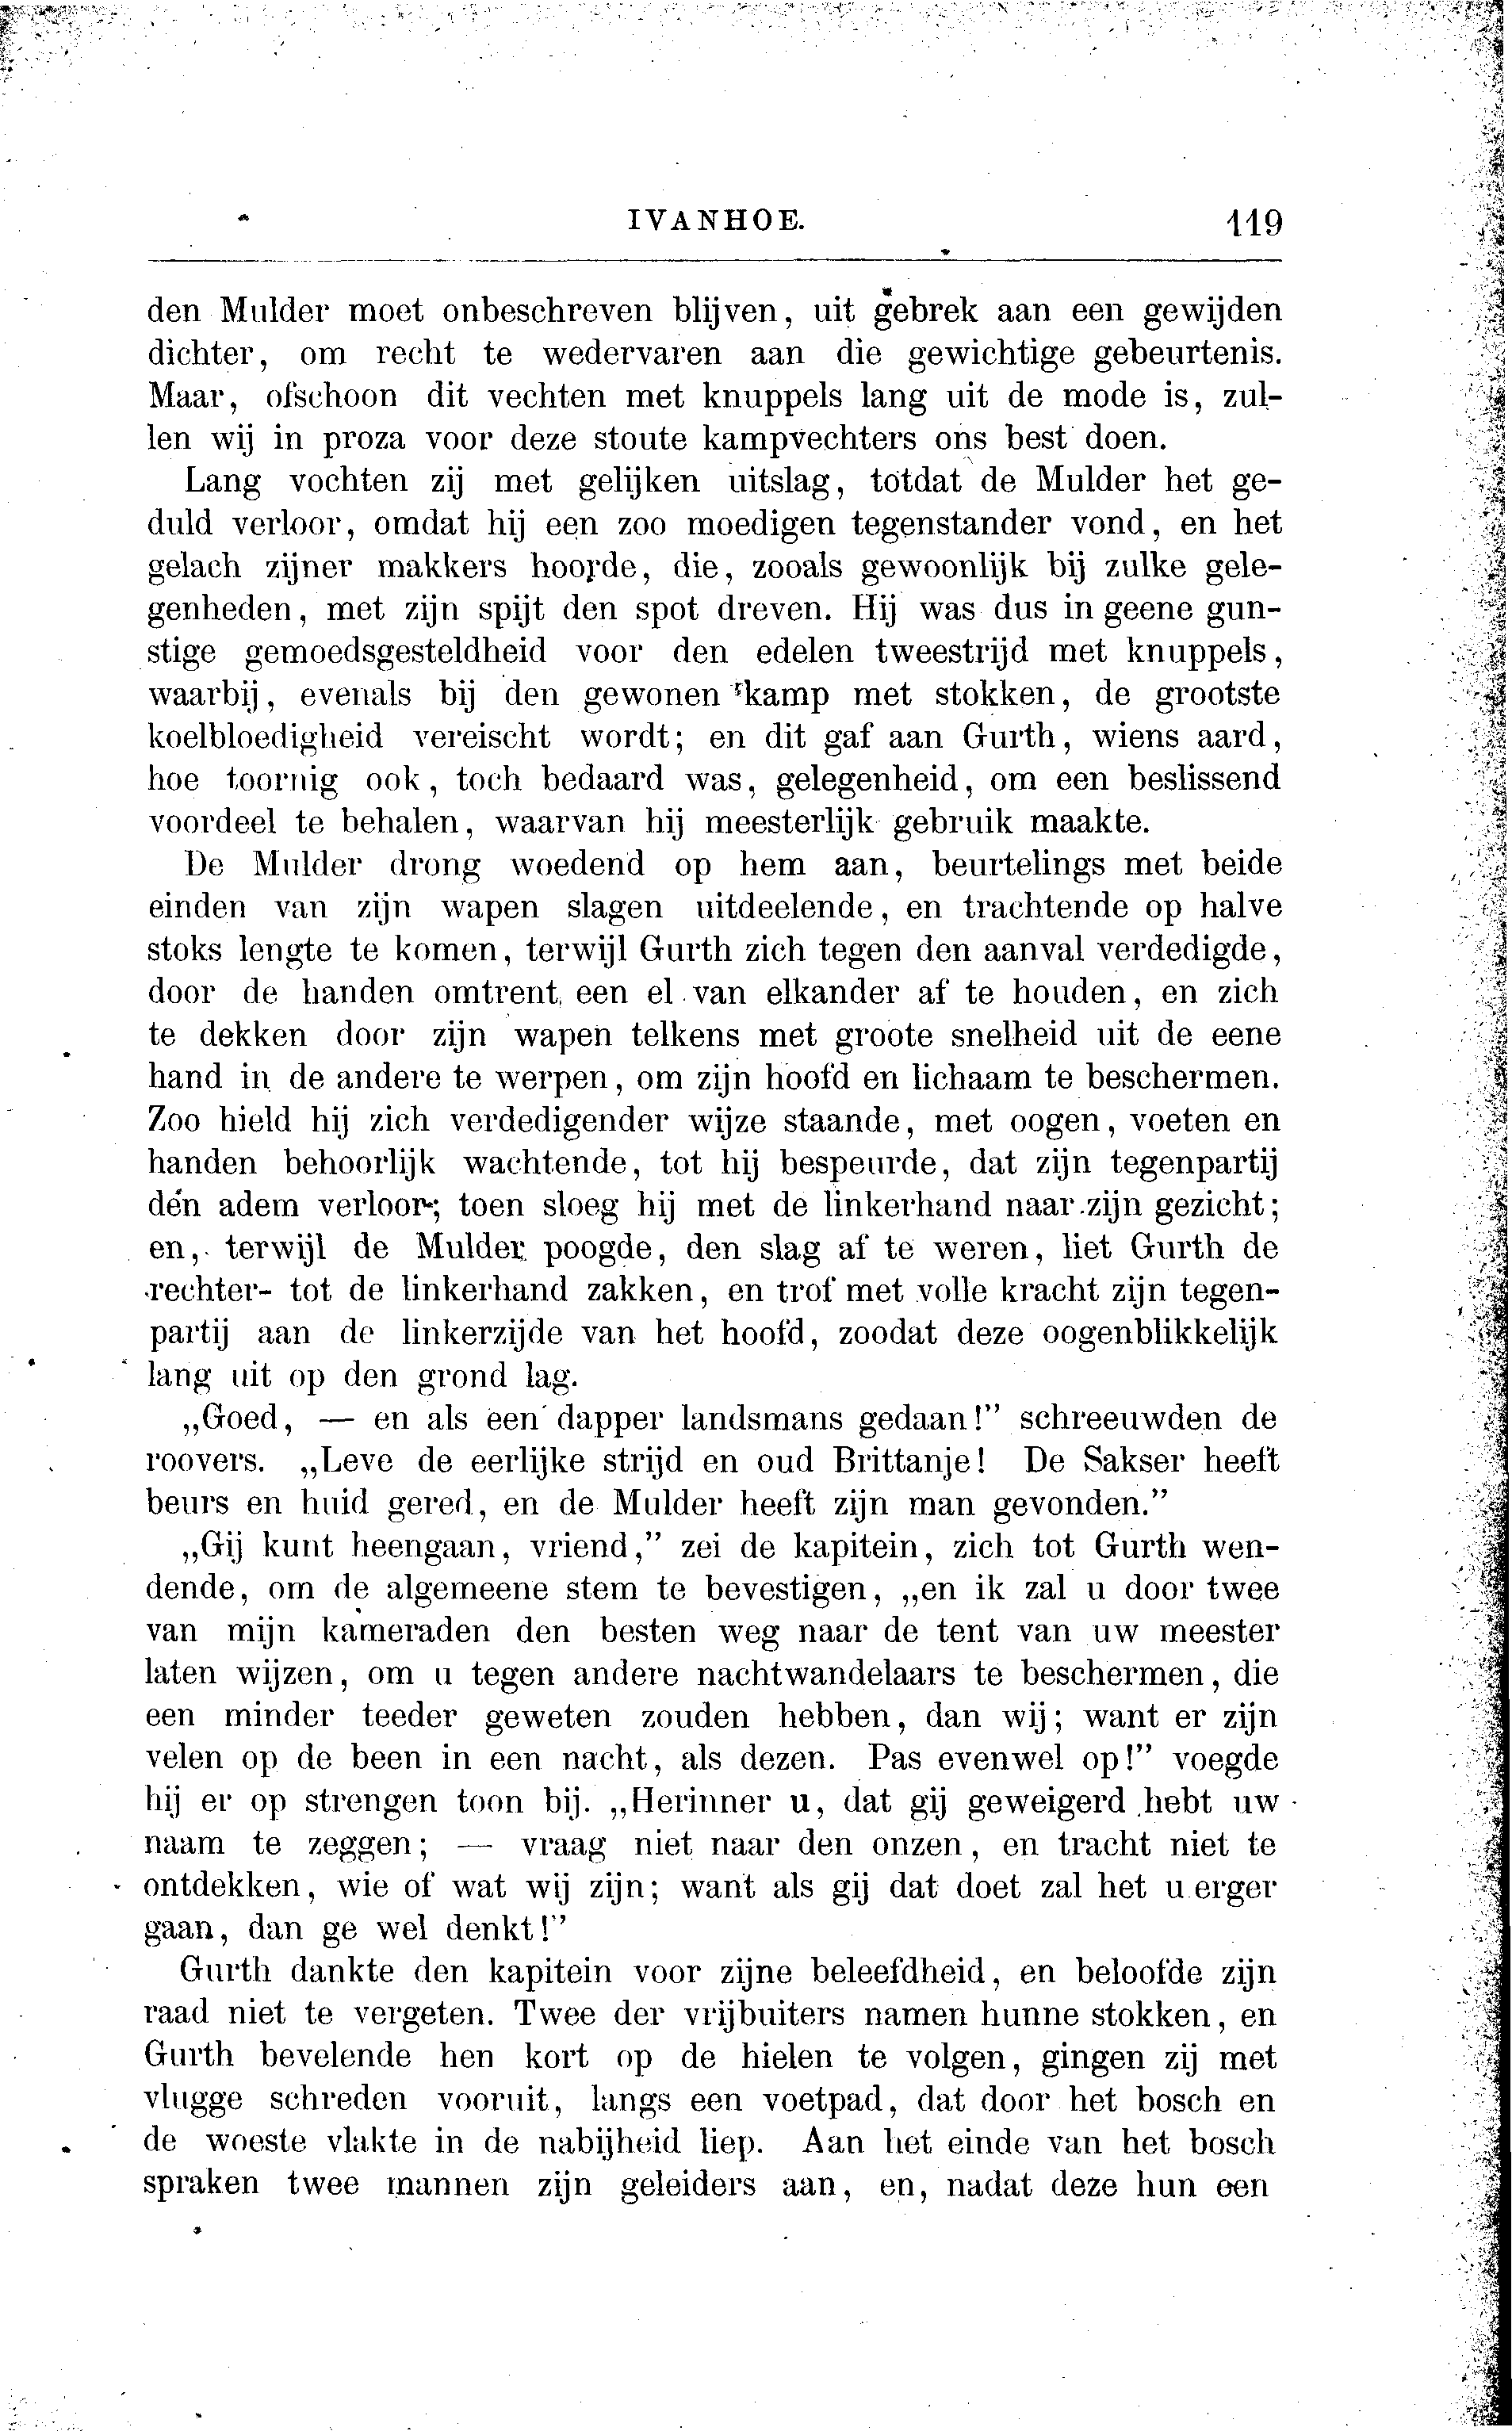 IVANHOE. 119
den Mulder moet onbeschreven blijven, uit gebrek aan een gewijden
dichter, om recht te wedervaren aan die gewichtige gebeurtenis.
Maar, ofschoon dit vechten met knuppels lang uit de mode is, zul-
len wij in proza voor deze stoute kampvechters ons best doen.
Lang vochten zij met gelijken uitslag, totdat de Mulder het ge-
duld verloor, omdat hij een zoo moedigen tegenstander vond, en het
gelach zijner makkers hoorde, die, zooals gewoonlijk bij zulke gele-
genheden, met zijn spijt den spot dreven. Hij was dus in geene gun-
stige gemoedsgesteldheid voor den edelen tweestrijd met knuppels,
waarbij, evenals bij den gewonen kamp met stokken, de grootste
koelbloedigheid vereischt wordt; en dit gaf aan Gurth, wiens aard,
hoe toornig ook, toch bedaard was, gelegenheid, om een beslissend
voordeel te behalen, waarvan hij meesterlijk gebruik maakte.
De Mulder drong woedend op hem aan, beurtelings met beide
einden van zijn wapen slagen uitdeelende, en trachtende op halve
stoks lengte te komen, terwijl Gurth zich tegen den aanval verdedigde,
door de handen omtrent een el van elkander af te houden, en zich
te dekken door zijn wapen telkens met groote snelheid uit de eene
hand in de andere te werpen, om zijn hoofd en lichaam te beschermen.
Zoo hield hij zich verdedigender wijze staande, met oogen, voeten en
handen behoorlijk wachtende, tot hij bespeurde, dat zijn tegenpartij
den adem verloor; toen sloeg hij met de linkerhand naar zijn gezicht;
en, terwijl de Mulder poogde, den slag af te weren, liet Gurth de
rechter- tot de linkerhand zakken, en trof met volle kracht zijn tegen-
partij aan de linkerzijde van het hoofd, zoodat deze oogenblikkelijk
lang uit op den grond lag.
„Goed, — en als een dapper landsmans gedaan!” schreeuwden de
roovers. „Leve de eerlijke strijd en oud Brittanje! De Sakser heeft
beurs en huid gered, en de Mulder heeft zijn man gevonden.”
„Gij kunt heengaan, vriend,” zei de kapitein, zich tot Gurth wen-
dende, om de algemeene stem te bevestigen, „en ik zal u door twee
van mijn kameraden den besten weg naar de tent van uw meester
laten wijzen, om u tegen andere nachtwandelaars te beschermen, die
een minder teeder geweten zouden hebben, dan wij; want er zijn
velen op de been in een nacht, als dezen. Pas evenwel op!” voegde
hij er op strengen toon bij. „Herinner u, dat gij geweigerd hebt uw
naam te zeggen; — vraag niet naar den onzen, en tracht niet te
ontdekken, wie of wat wij zijn; want als gij dat doet zal het u erger
gaan, dan ge wel denkt!”
Gurth dankte den kapitein voor zijne beleefdheid, en beloofde zijn
raad niet te vergeten. Twee der vrijbuiters namen hunne stokken, en
Gurth bevelende hen kort op de hielen te volgen, gingen zij met
vlugge schreden vooruit, langs een voetpad, dat door het bosch en
de woeste vlakte in de nabijheid liep. Aan het einde van het bosch
spraken twee mannen zijn geleiders aan, en, nadat deze hun een